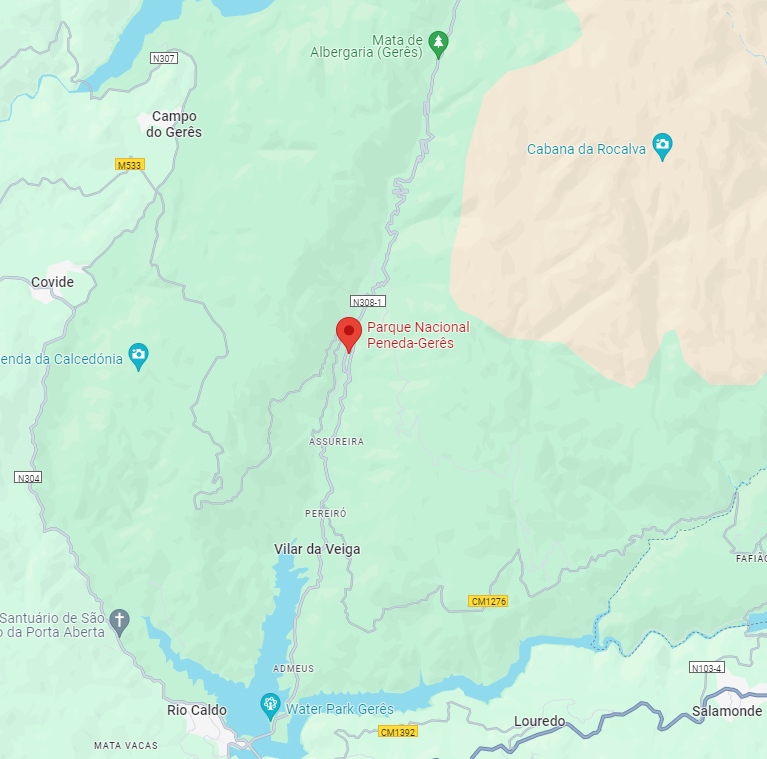 Mata de
Albergaria (Gerês)
N307
Campo
do Gerês
Cabana da Rocalva
M533
Covide
N308-1
Parque Nacional
Peneda-Gerês
enda da Calcedónia
ASSUREIRA
N304
PEREIRÓ
Vilar da Veiga
FAFIÃO
CM1276
Santuário de São
o da Porta Aberta
ADMEUS
N103-4
Rio Caldo
Water Park Gerês
Salamonde
Louredo
CM1392
MATA VACAS